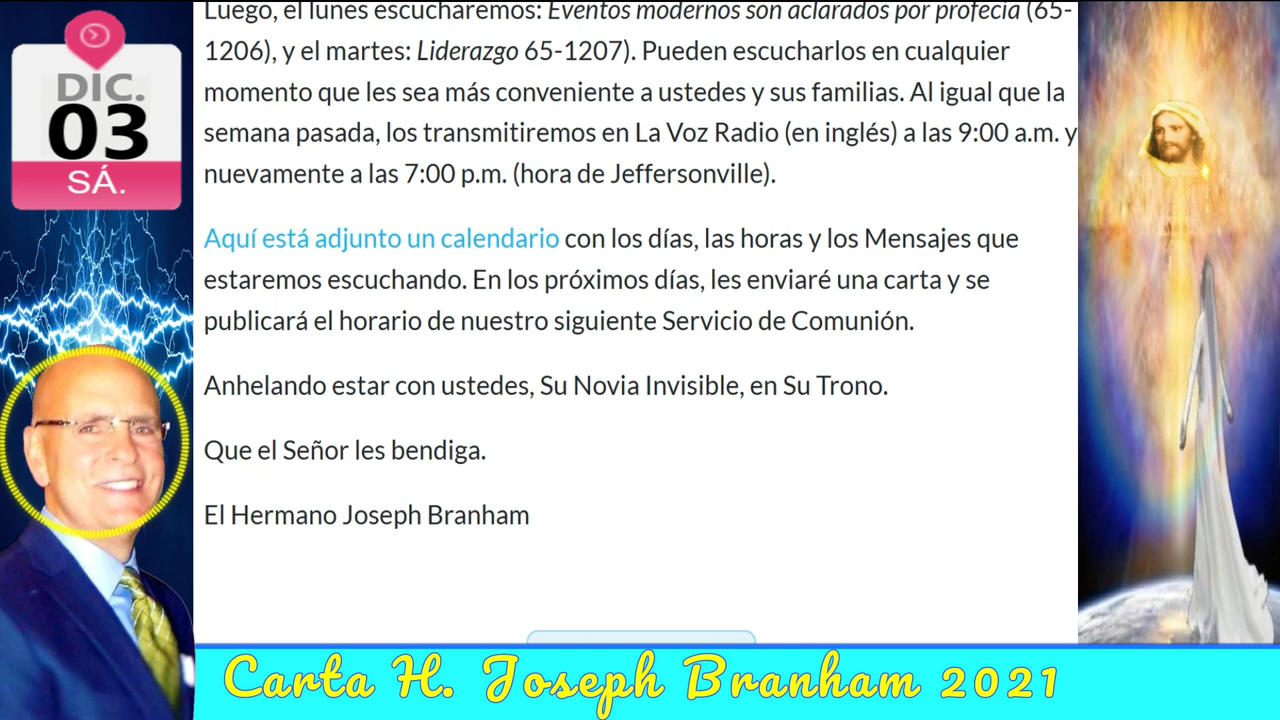 DIC.
03
SÁ.
Luego, el lunes escucharemos: Eventos modernos son aclarados por profecía (65-
1206), y el martes: Liderazgo 65-1207). Pueden escucharlos en cualquier
momento que les sea más conveniente a ustedes y sus familias. Al igual que la
semana pasada, los transmitiremos en La Voz Radio (en inglés) a las 9:00 a.m. y
nuevamente a las 7:00 p.m. (hora de Jeffersonville).
Aquí está adjunto un calendario con los días, las horas y los Mensajes que
estaremos escuchando. En los próximos días, les enviaré una carta y se
publicará el horario de nuestro siguiente Servicio de Comunión.
Anhelando estar con ustedes, Su Novia Invisible, en Su Trono.
Que el Señor les bendiga.
El Hermano Joseph Branham
Carta H. Joseph Branham 2021